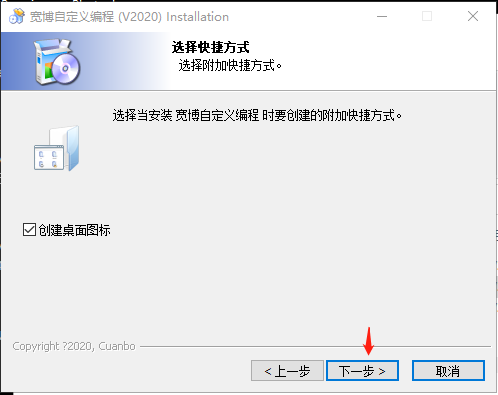 宽博自定义编程 (V2020) Installation
选择快捷方式
选择附加快捷方式。
选择当安装 宽博自定义编程 时要创建的附加快捷方式。
创建桌面图标
Copyright ?2020, Cuanbo
< 上一步 下一步 > 取消